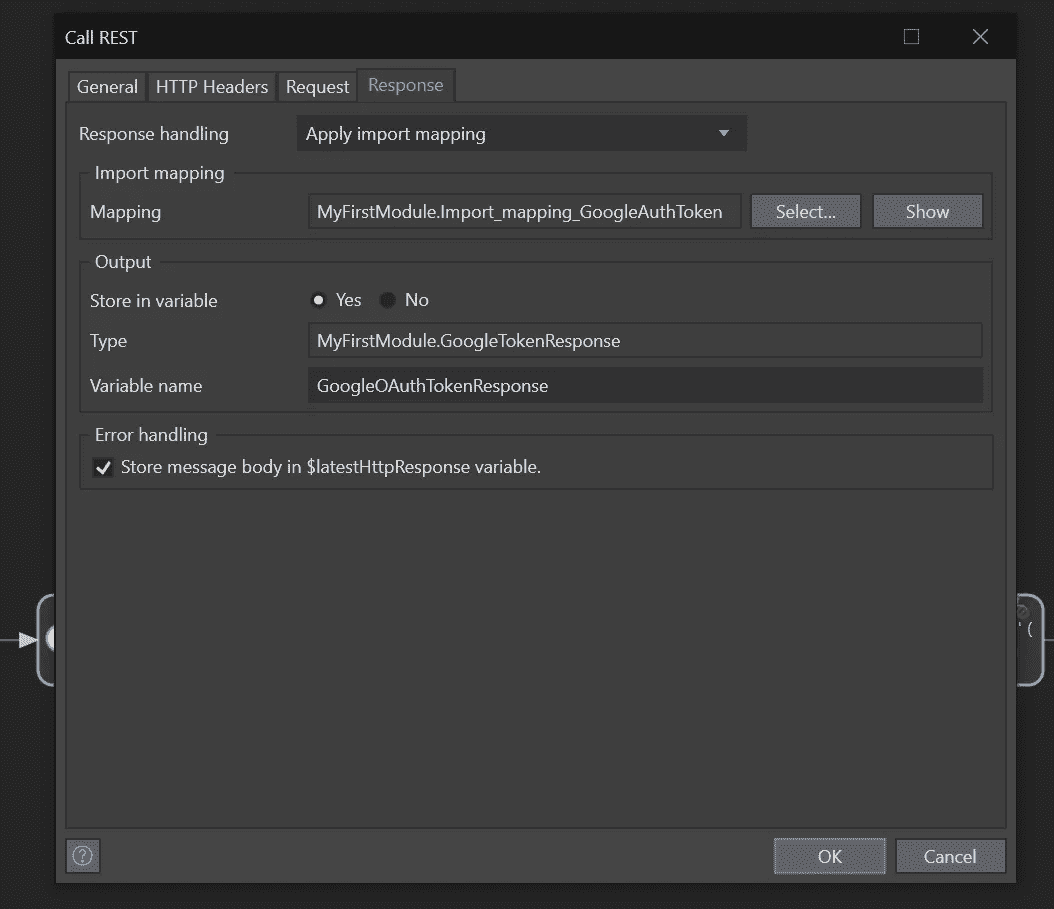 Call REST
General HTTP Headers Request Response
Response handling Apply import mapping
Import mapping
Mapping MyFirstModule.Import_mapping_GoogleAuthToken Select... Show
Output
Store in variable Yes No
Type MyFirstModule.GoogleTokenResponse
Variable name GoogleOAuthTokenResponse
Error handling
Store message body in $latestHttpResponse variable.
' (
? OK Cancel